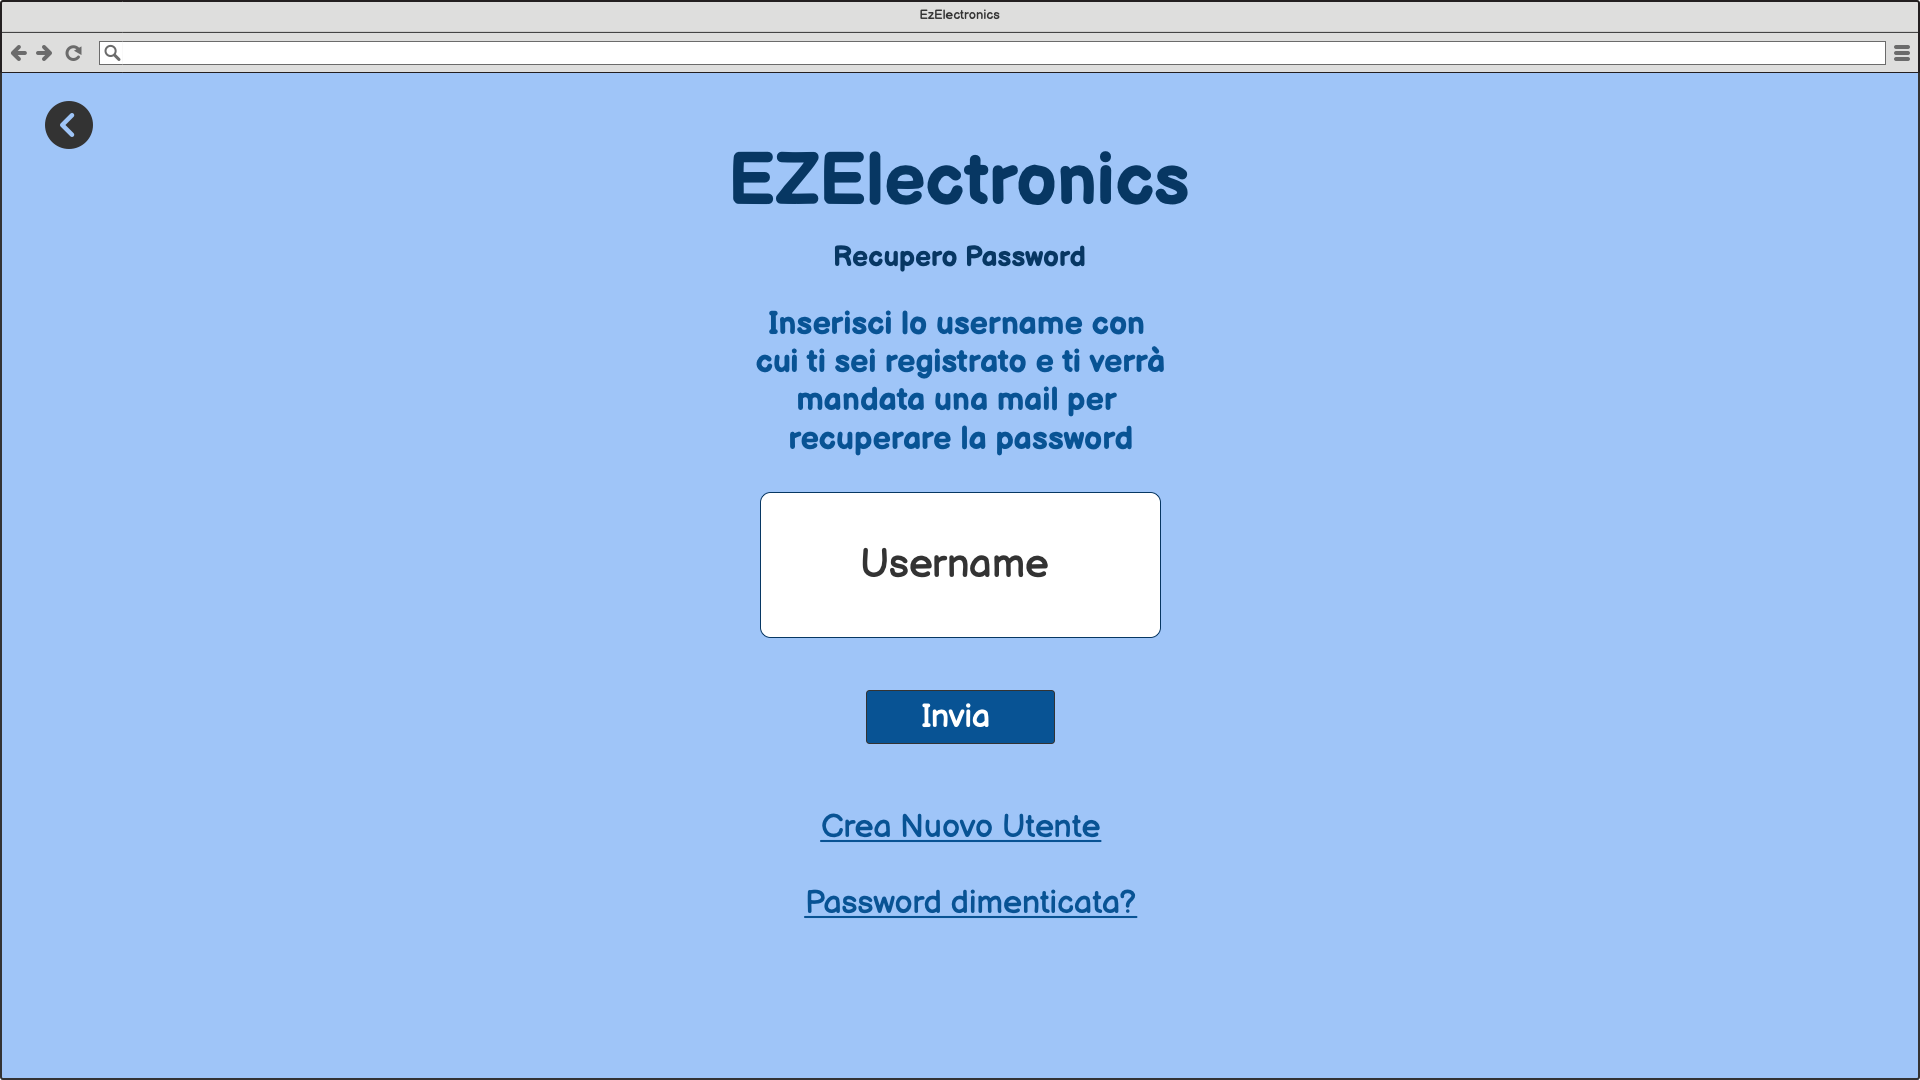 EzElectronics
EZElectronics
Recupero Password
Inserisci lo username con
cui ti sei registrato e ti verrà
mandata una mail per
recuperare la password
Username
Invia
Crea Nuovo Utente
Password dimenticata?